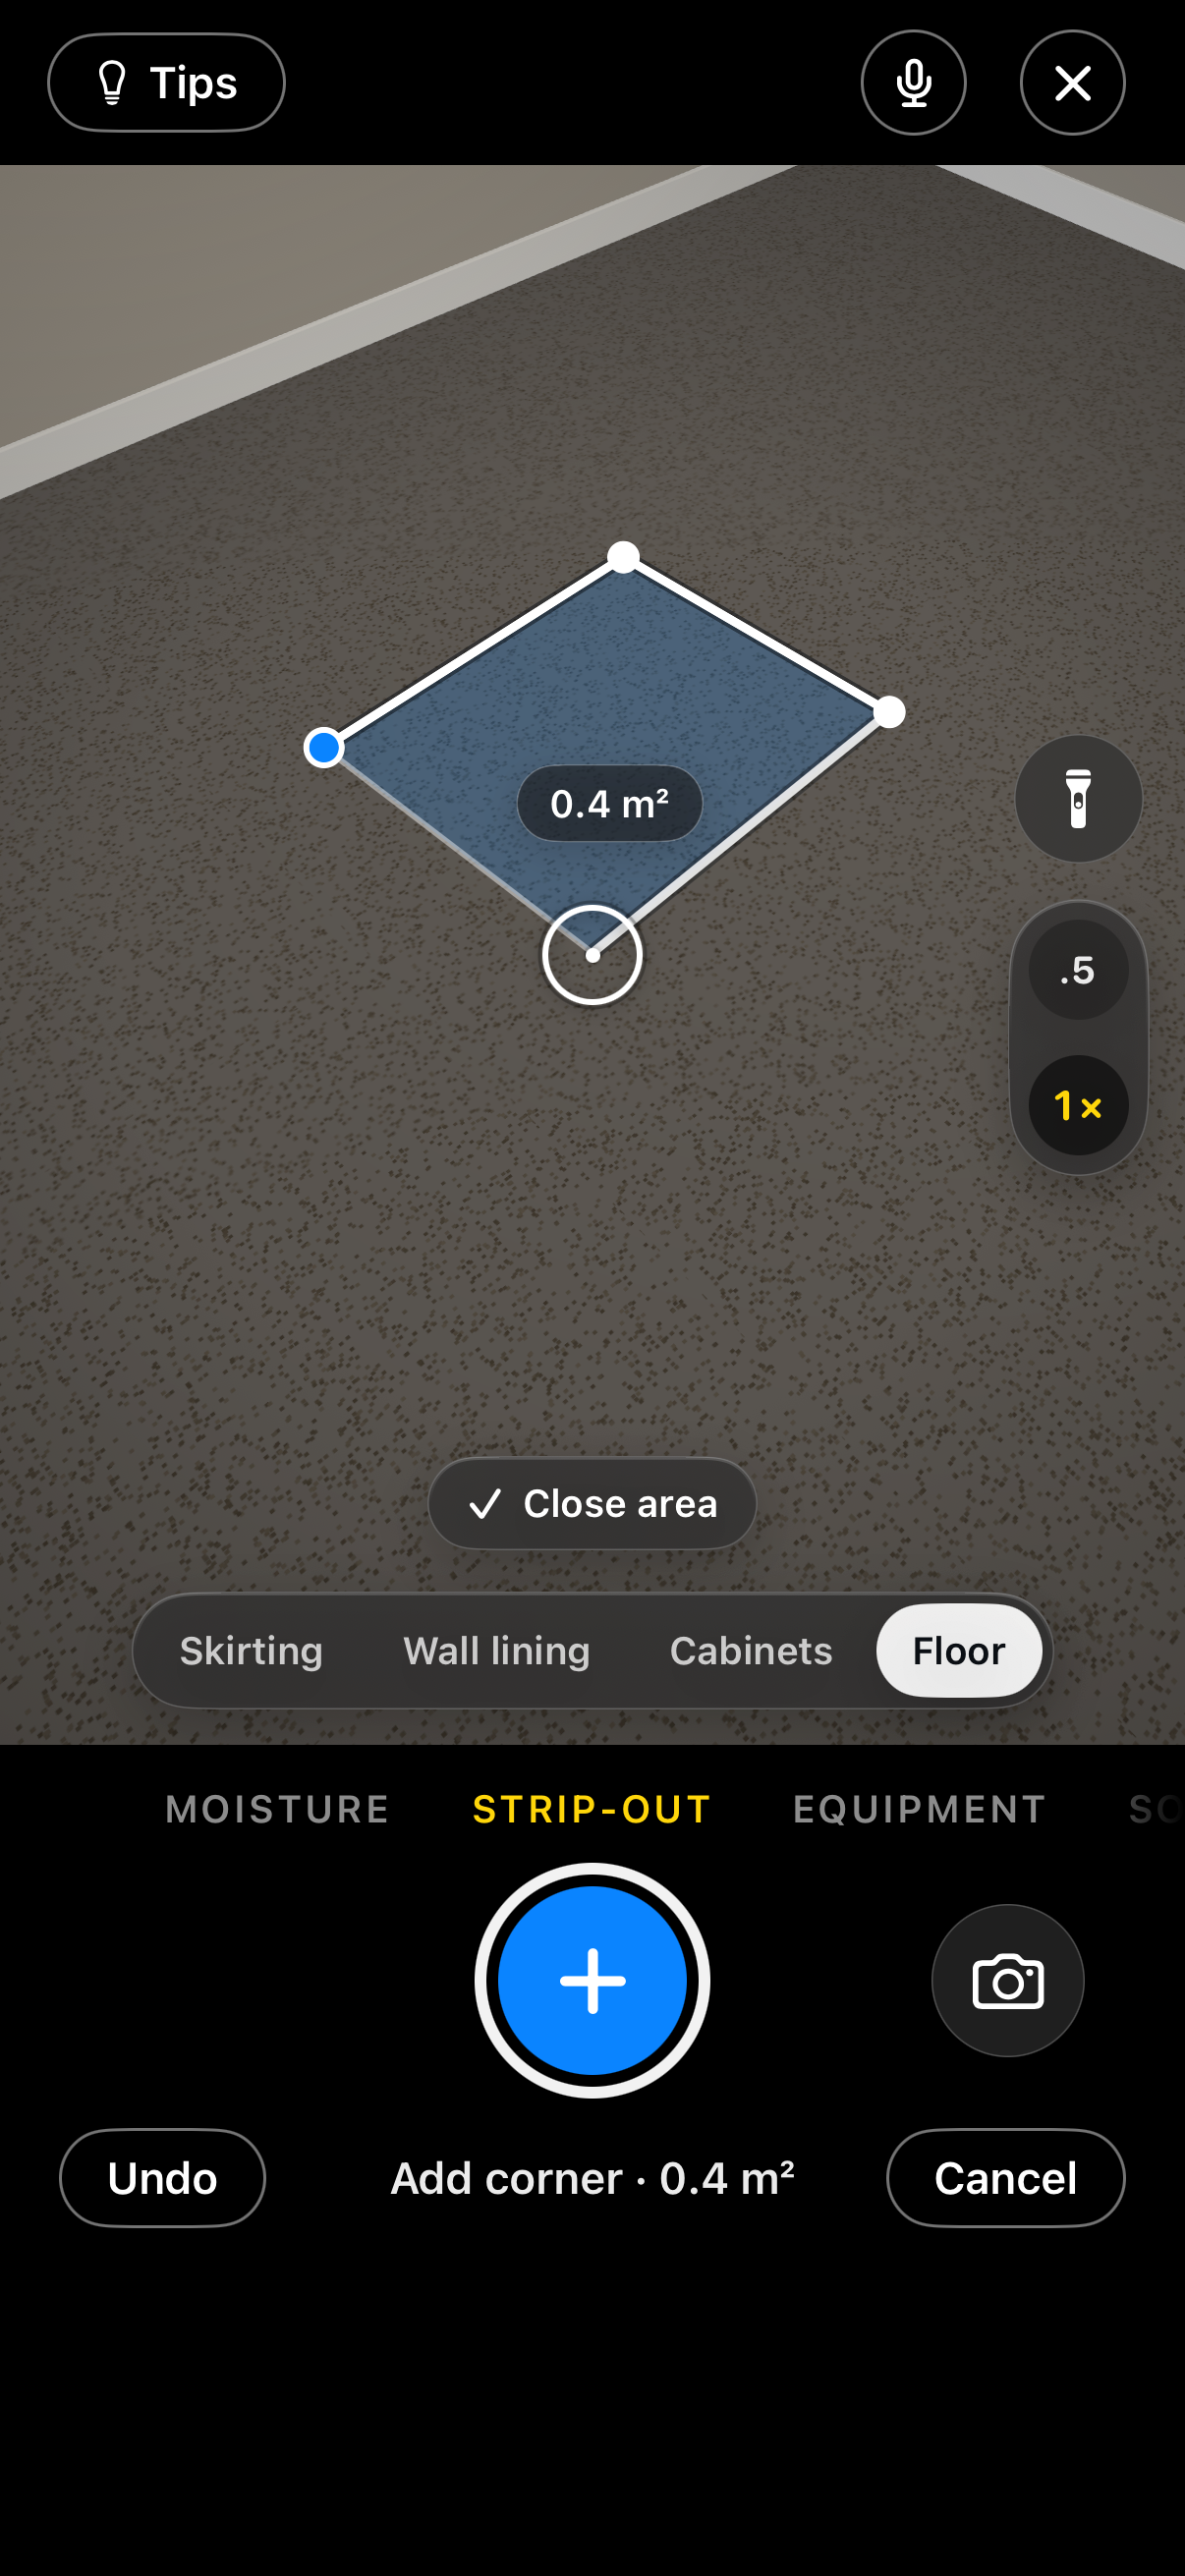 Tips
0.4 m²
.5
1×
Close area
Skirting Wall lining Cabinets Floor
MOISTURE STRIP-OUT EQUIPMENT
Add corner · 0.4 m²
Undo
Cancel